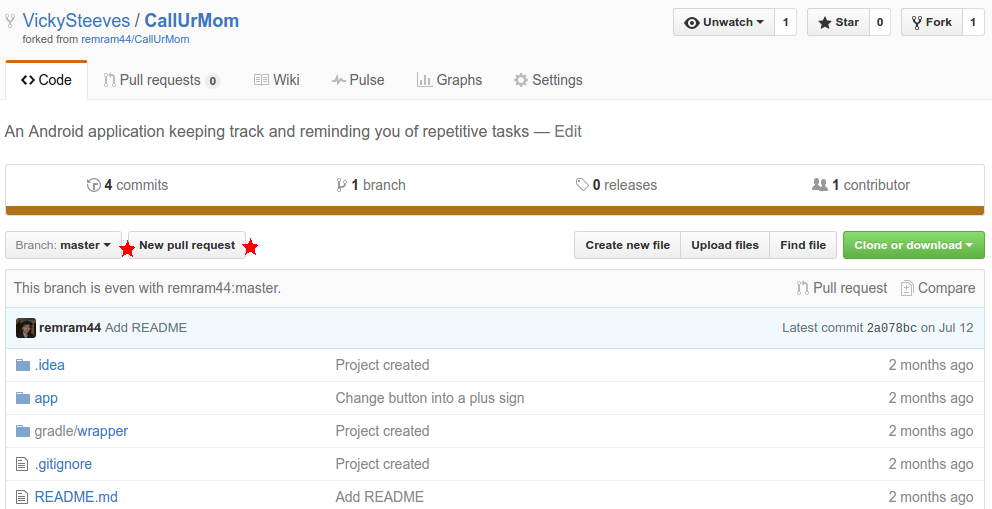 VickySteeves / CallUrMom Unwatch 1 Star 0 Fork 1
forked from remram44/CallUrMom
Code Pull requests 0 Wiki Pulse Graphs Settings
An Android application keeping track and reminding you of repetitive tasks — Edit
4 commits 1 branch 0 releases 1 contributor
Branch: master New pull request Create new file Upload files Find file Clone or download
This branch is even with remram44:master. Pull request Compare
remram44 Add README Latest commit 2a078bc on Jul 12
.idea Project created 2 months ago
app Change button into a plus sign 2 months ago
gradle/wrapper Project created 2 months ago
.gitignore Project created 2 months ago
README.md Add README 2 months ago